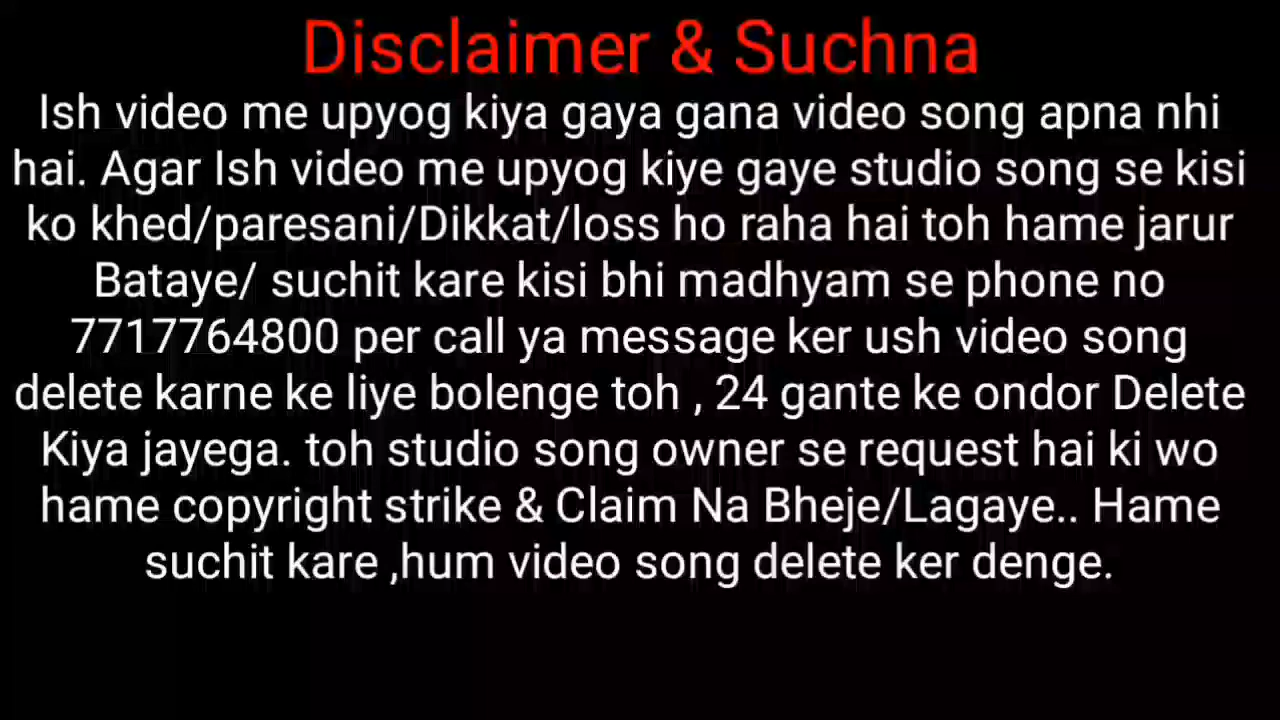 Disclaimer & Suchna
Ish video me upyog kiya gaya gana video song apna nhi
hai. Agar Ish video me upyog kiye gaye studio song se kisi
ko khed/paresani/Dikkat/loss ho raha hai toh hame jarur
Bataye/ suchit kare kisi bhi madhyam se phone no
7717764800 per call ya message ker ush video song
delete karne ke liye bolenge toh , 24 gante ke ondor Delete
Kiya jayega. toh studio song owner se request hai ki wo
hame copyright strike & Claim Na Bheje/Lagaye.. Hame
suchit kare ,hum video song delete ker denge.